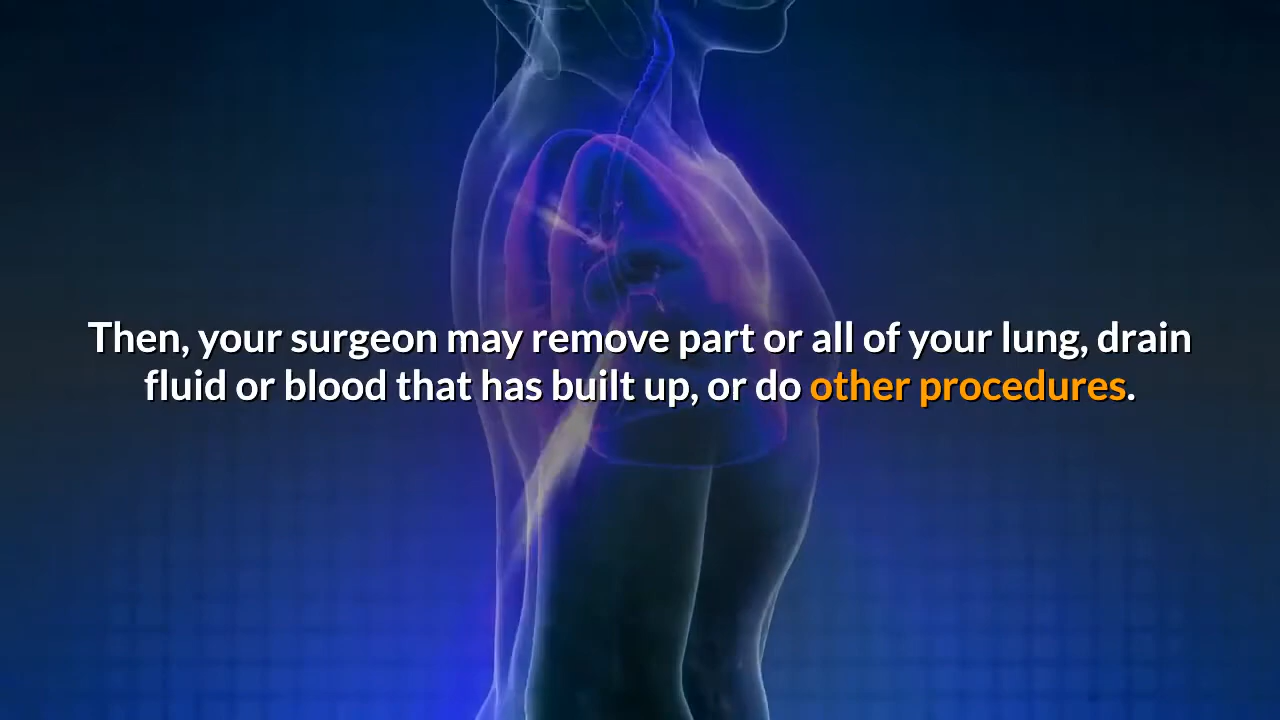 Then, your surgeon may remove part or all of your lung, drain
fluid or blood that has built up, or do other procedures.